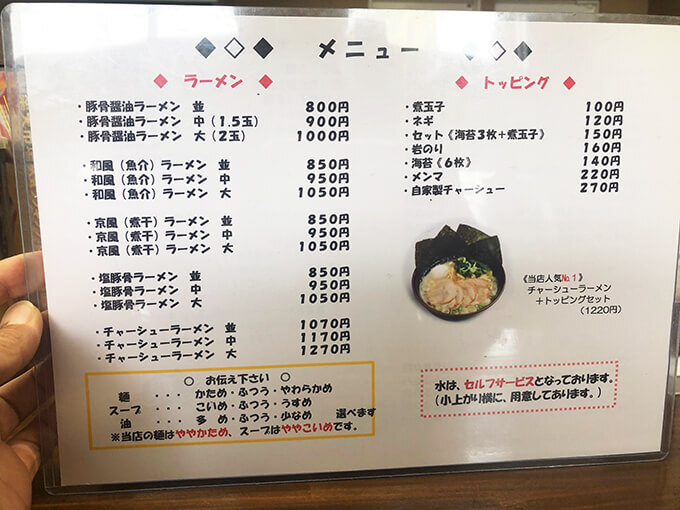 ◆◇◆ メニュー ◆◇◆
◆ ラーメン ◆
・豚骨醤油ラーメン 並 800円
・豚骨醤油ラーメン 中(1.5玉) 900円
・豚骨醤油ラーメン 大(2玉) 1000円
・和風(魚介)ラーメン 並 850円
・和風(魚介)ラーメン 中 950円
・和風(魚介)ラーメン 大 1050円
・京風(煮干)ラーメン 並 850円
・京風(煮干)ラーメン 中 950円
・京風(煮干)ラーメン 大 1050円
・塩豚骨ラーメン 並 850円
・塩豚骨ラーメン 中 950円
・塩豚骨ラーメン 大 1050円
・チャーシューラーメン 並 1070円
・チャーシューラーメン 中 1170円
・チャーシューラーメン 大 1270円
○ お伝え下さい ○
麺 ・・・ かため・ふつう・やわらかめ
スープ ・・・ こいめ・ふつう・うすめ
油 ・・・ 多め・ふつう・少なめ 選べます
※当店の麺はややかため、スープはややこいめです。
◆ トッピング ◆
・煮玉子 100円
・ネギ 120円
・セット《海苔3枚+煮玉子》 150円
・岩のり 160円
・海苔《6枚》 140円
・メンマ 220円
・自家製チャーシュー 270円
《当店人気№1》
チャーシューラーメン
+トッピングセット
(1220円)
水は、セルフサービスとなっております。
(小上がり様に、用意してあります。)